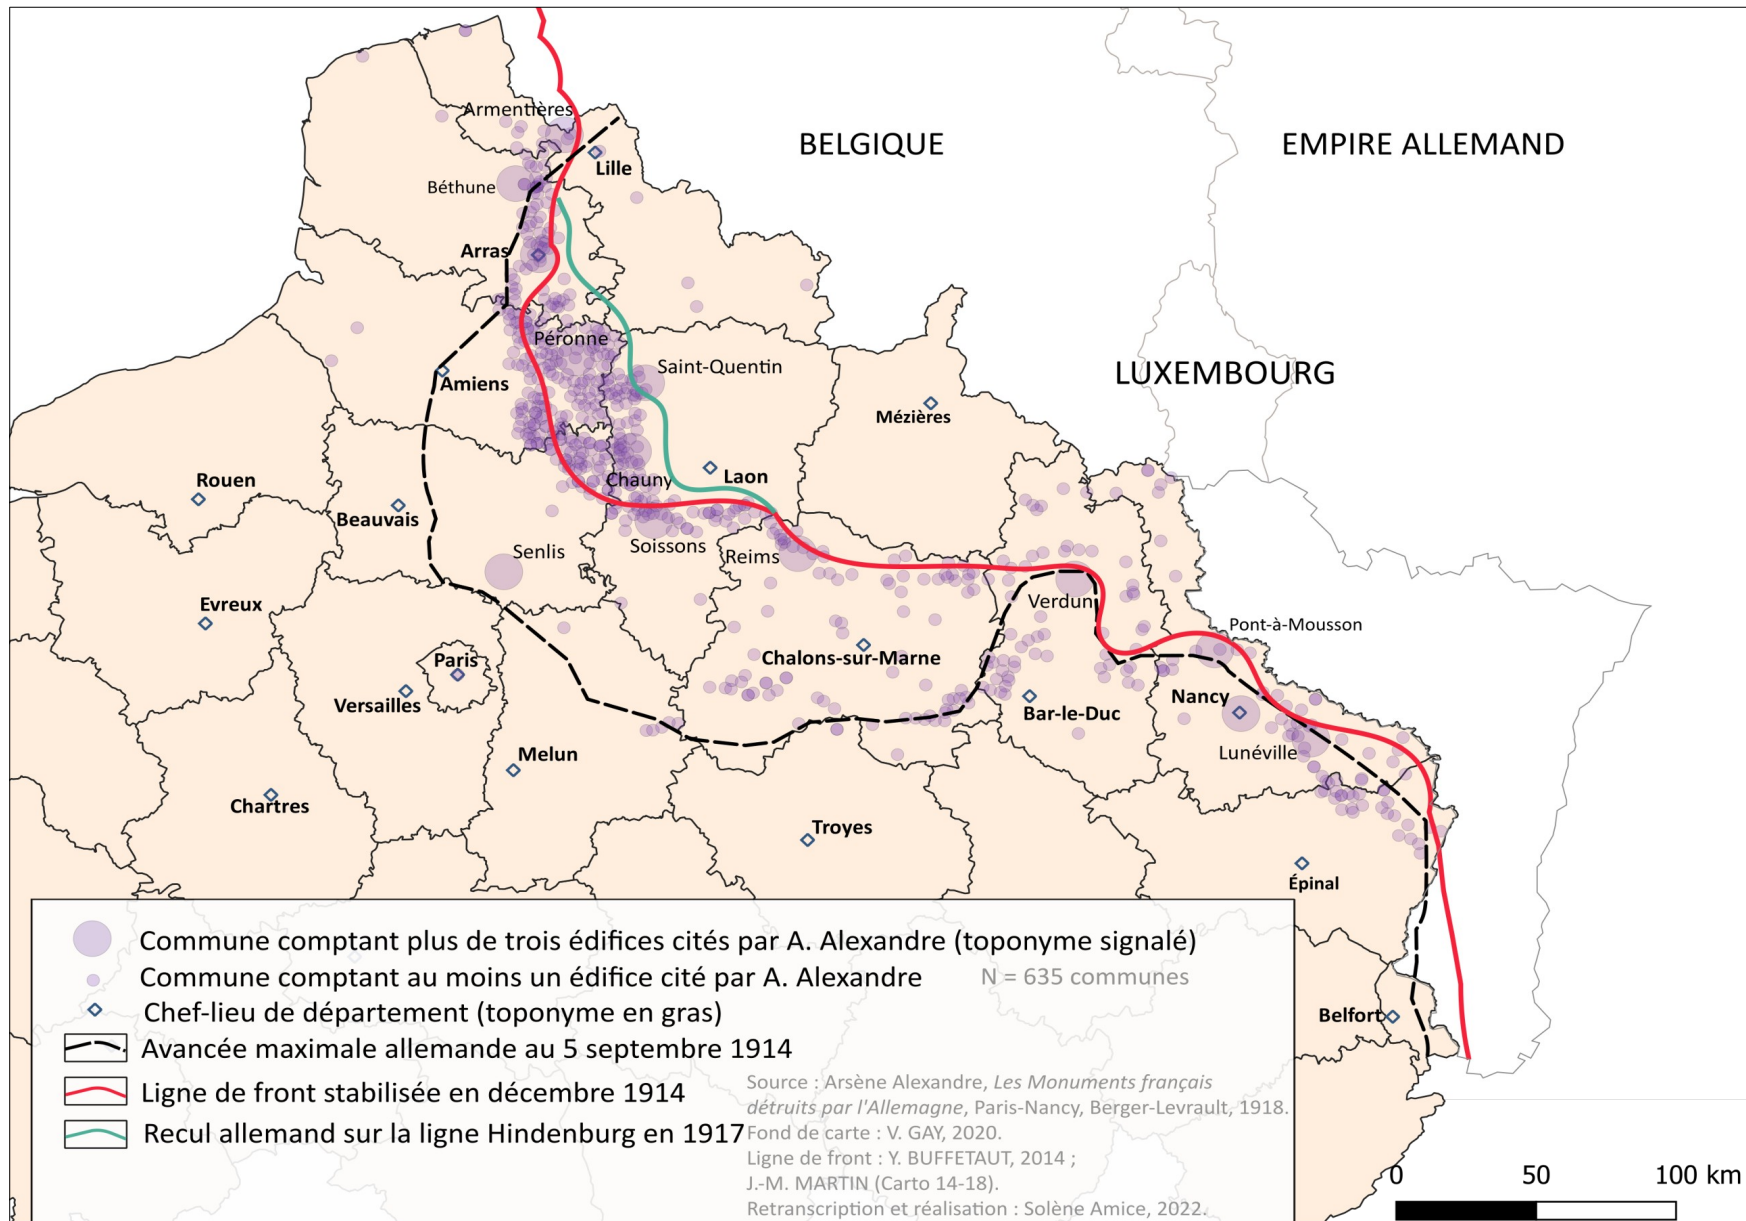 BELGIQUE
EMPIRE ALLEMAND
LUXEMBOURG
Armentières
Lille
Béthune
Arras
Péronne
Amiens
Saint-Quentin
Mézières
Rouen
Beauvais
Chauny
Laon
Senlis
Soissons
Reims
Evreux
Verdun
Pont-à-Mousson
Paris
Versailles
Chalons-sur-Marne
Nancy
Bar-le-Duc
Lunéville
Melun
Chartres
Troyes
Épinal
Belfort
Commune comptant plus de trois édifices cités par A. Alexandre (toponyme signalé)
Commune comptant au moins un édifice cité par A. Alexandre
N = 635 communes
Chef-lieu de département (toponyme en gras)
Avancée maximale allemande au 5 septembre 1914
Ligne de front stabilisée en décembre 1914
Recul allemand sur la ligne Hindenburg en 1917
Source : Arsène Alexandre, Les Monuments français
détruits par l'Allemagne, Paris-Nancy, Berger-Levrault, 1918.
Fond de carte : V. GAY, 2020.
Ligne de front : Y. BUFFETAUT, 2014 ;
J.-M. MARTIN (Carto 14-18).
Retranscription et réalisation : Solène Amice, 2022.
0 50 100 km